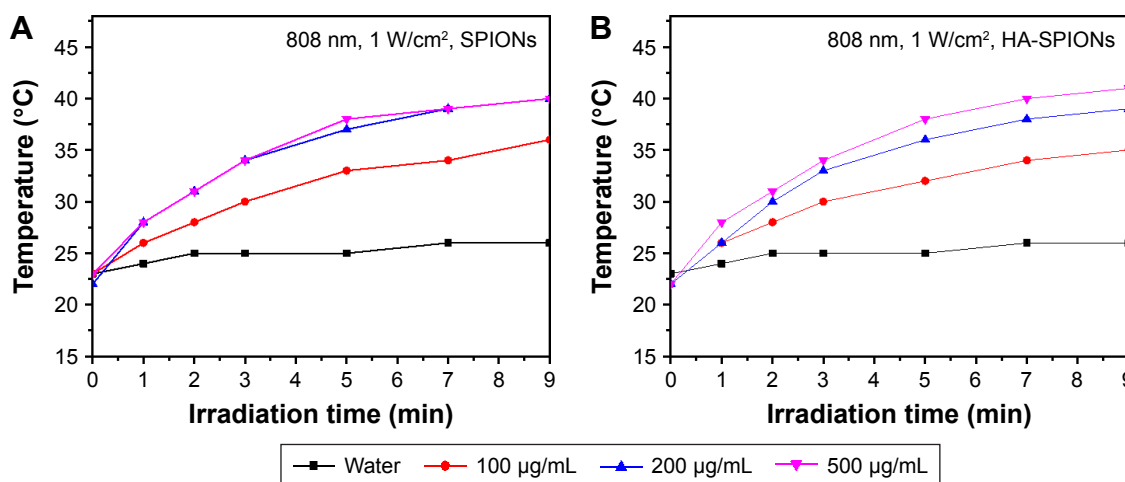 A
808 nm, 1 W/cm², SPIONs
Temperature (°C)
45
40
35
30
25
20
15
0 1 2 3 4 5 6 7 8 9
Irradiation time (min)
B
808 nm, 1 W/cm², HA-SPIONs
Temperature (°C)
45
40
35
30
25
20
15
0 1 2 3 4 5 6 7 8 9
Irradiation time (min)
Water 100 µg/mL 200 µg/mL 500 µg/mL